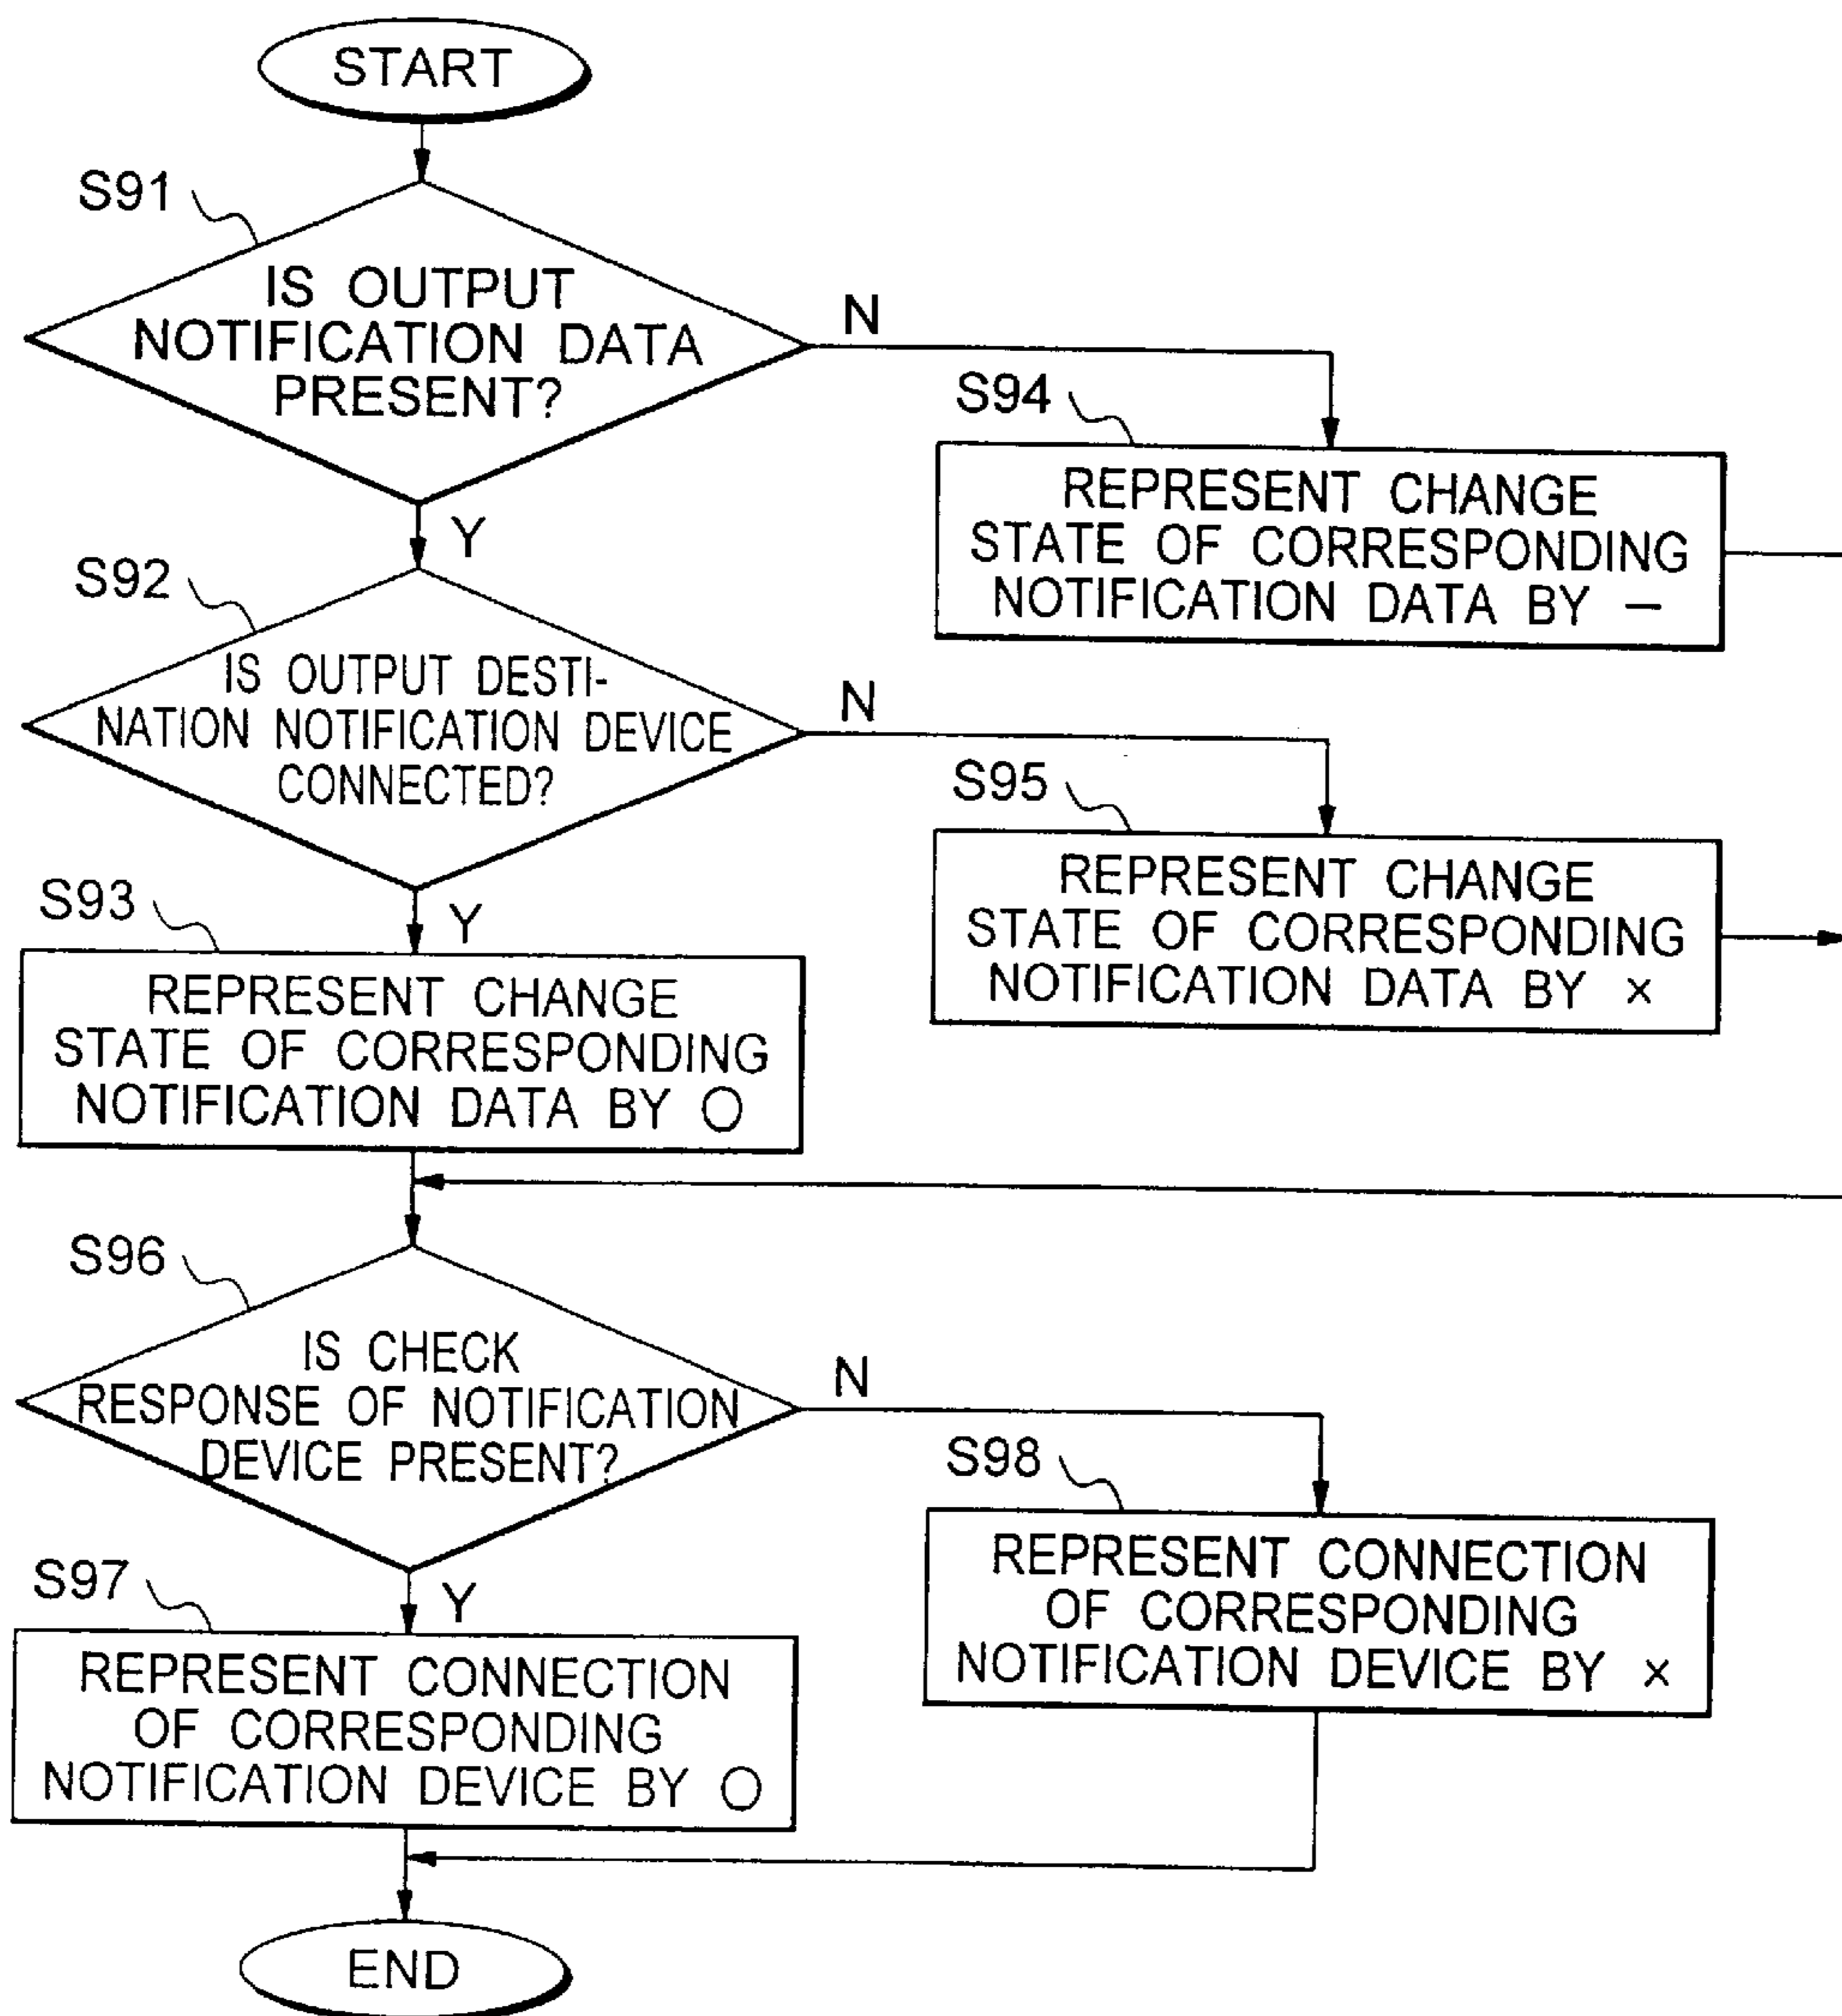 START
S91
IS OUTPUT
NOTIFICATION DATA
PRESENT?
N
Y
S94
REPRESENT CHANGE
STATE OF CORRESPONDING
NOTIFICATION DATA BY —
S92
IS OUTPUT DESTI-
NATION NOTIFICATION DEVICE
CONNECTED?
N
Y
S95
REPRESENT CHANGE
STATE OF CORRESPONDING
NOTIFICATION DATA BY ×
S93
REPRESENT CHANGE
STATE OF CORRESPONDING
NOTIFICATION DATA BY ○
S96
IS CHECK
RESPONSE OF NOTIFICATION
DEVICE PRESENT?
N
Y
S98
REPRESENT CONNECTION
OF CORRESPONDING
NOTIFICATION DEVICE BY ×
S97
REPRESENT CONNECTION
OF CORRESPONDING
NOTIFICATION DEVICE BY ○
END